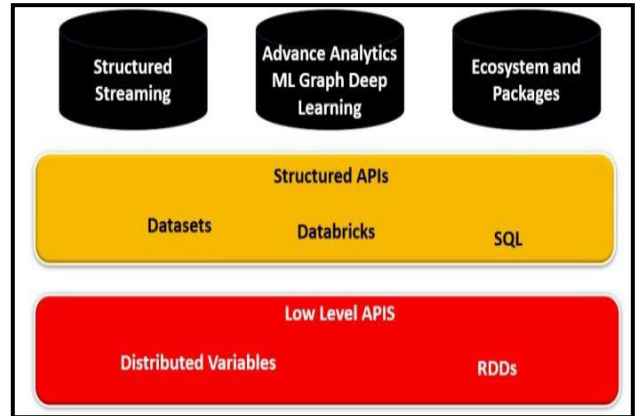 Structured
Streaming
Advance Analytics
ML Graph Deep
Learning
Ecosystem and
Packages
Structured APIs
Datasets
Databricks
SQL
Low Level APIS
Distributed Variables
RDDs